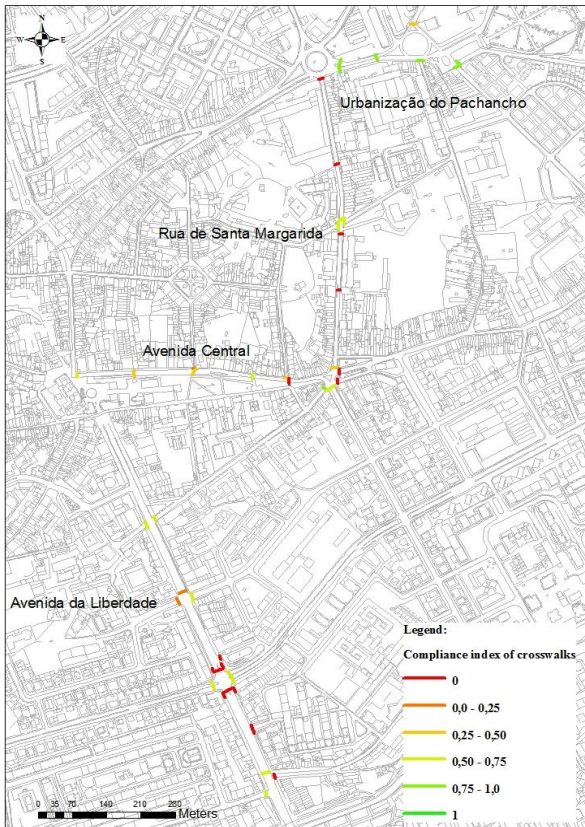 N
W E
S
Urbanização do Pachancho
Rua de Santa Margarida
Avenida Central
Avenida da Liberdade
Legend:
Compliance index of crosswalks
0
0,0 - 0,25
0,25 - 0,50
0,50 - 0,75
0,75 - 1,0
1
0 35 70 140 210 280
Meters